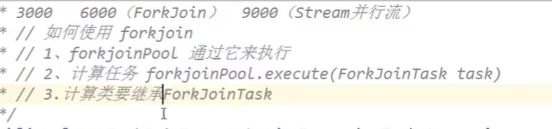 * 3000 6000（ForkJoin） 9000（Stream并行流）
* // 如何使用 forkjoin
* // 1、forkjoinPool 通过它来执行
* // 2、计算任务 forkjoinPool.execute(ForkJoinTask task)
* // 3.计算类要继承ForkJoinTask
*/